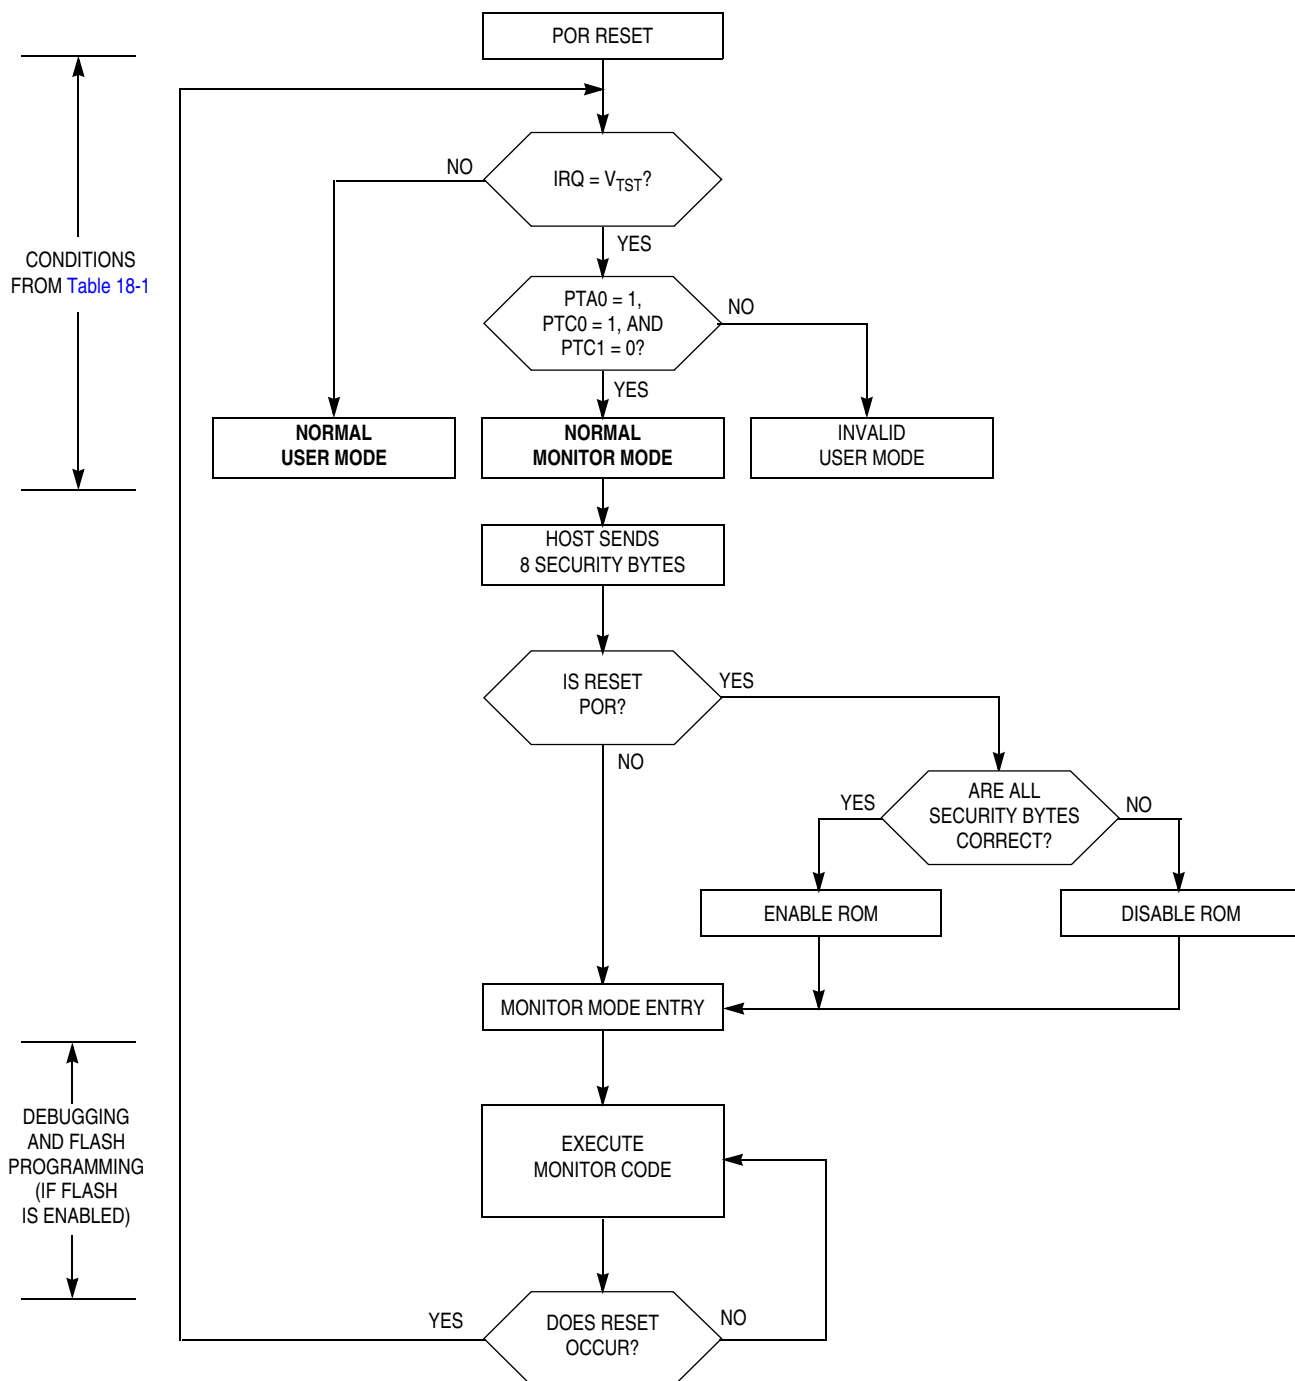 POR RESET
NO
IRQ = VTST?
YES
CONDITIONS
FROM Table 18-1
PTA0 = 1,
PTC0 = 1, AND
PTC1 = 0?
NO
YES
NORMAL
USER MODE
NORMAL
MONITOR MODE
INVALID
USER MODE
HOST SENDS
8 SECURITY BYTES
IS RESET
POR?
YES
NO
ARE ALL
SECURITY BYTES
CORRECT?
YES
NO
ENABLE ROM
DISABLE ROM
MONITOR MODE ENTRY
DEBUGGING
AND FLASH
PROGRAMMING
(IF FLASH
IS ENABLED)
EXECUTE
MONITOR CODE
YES
DOES RESET
OCCUR?
NO